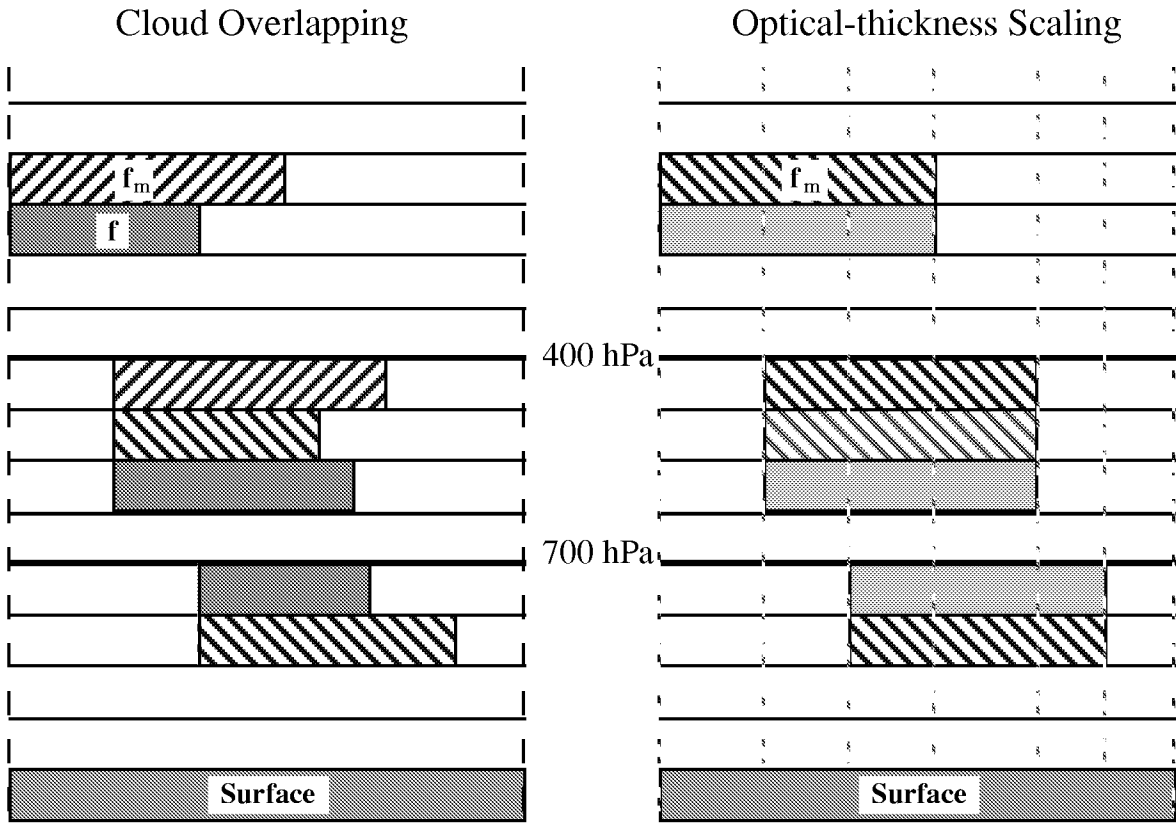 Cloud Overlapping
Optical-thickness Scaling
fm
fm
f
400 hPa
700 hPa
Surface
Surface